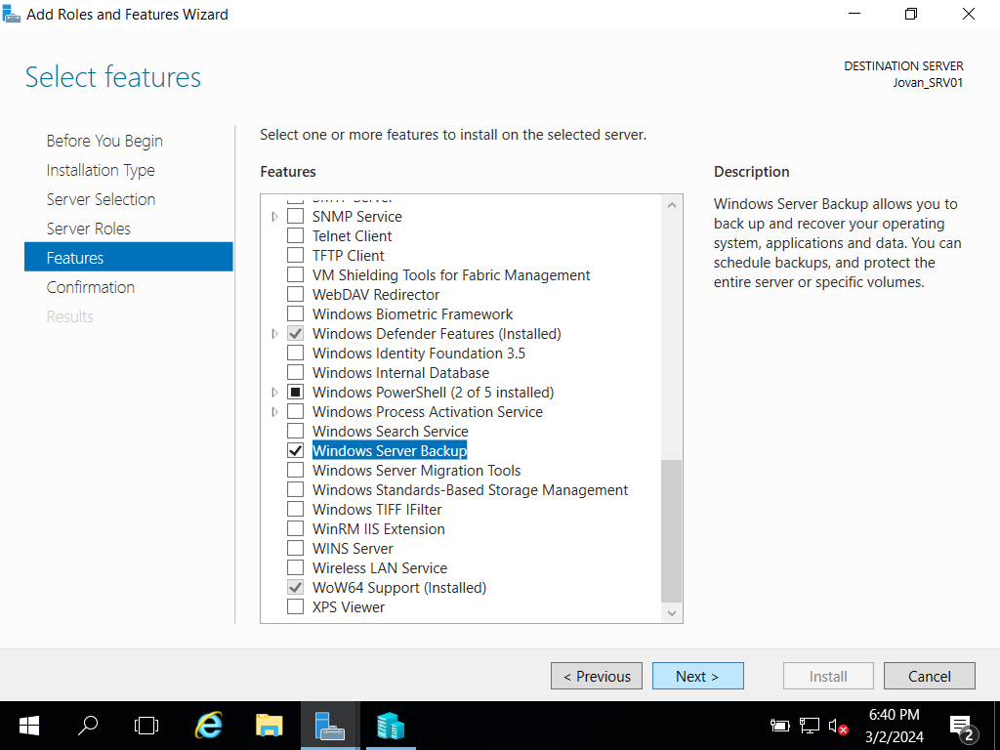 Add Roles and Features Wizard
Select features
DESTINATION SERVER
Jovan_SRV01
Before You Begin
Installation Type
Server Selection
Server Roles
Features
Confirmation
Results
Select one or more features to install on the selected server.
Features
SMTP Server
SNMP Service
Telnet Client
TFTP Client
VM Shielding Tools for Fabric Management
WebDAV Redirector
Windows Biometric Framework
Windows Defender Features (Installed)
Windows Identity Foundation 3.5
Windows Internal Database
Windows PowerShell (2 of 5 installed)
Windows Process Activation Service
Windows Search Service
Windows Server Backup
Windows Server Migration Tools
Windows Standards-Based Storage Management
Windows TIFF IFilter
WinRM IIS Extension
WINS Server
Wireless LAN Service
WoW64 Support (Installed)
XPS Viewer
Description
Windows Server Backup allows you to
back up and recover your operating
system, applications and data. You can
schedule backups, and protect the
entire server or specific volumes.
< Previous
Next >
Install
Cancel
6:40 PM
3/2/2024
2